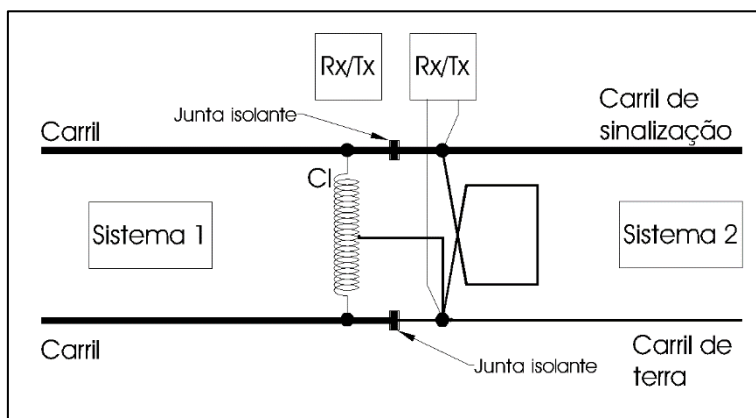 Rx/Tx
Rx/Tx
Junta isolante
Carril
Carril de
sinalização
CI
Sistema 1
Sistema 2
Carril
Junta isolante
Carril de
terra